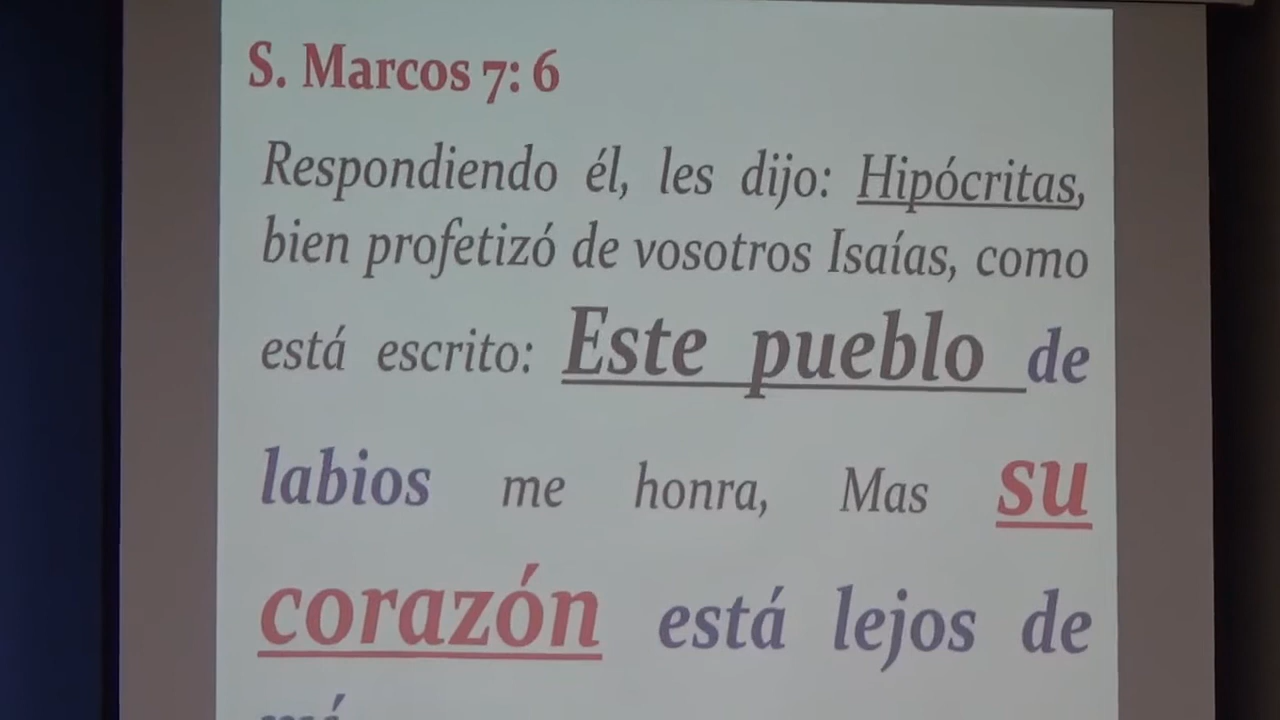 S. Marcos 7: 6
Respondiendo él, les dijo: Hipócritas,
bien profetizó de vosotros Isaías, como
está escrito: Este pueblo de
labios me honra, Mas su
corazón está lejos de